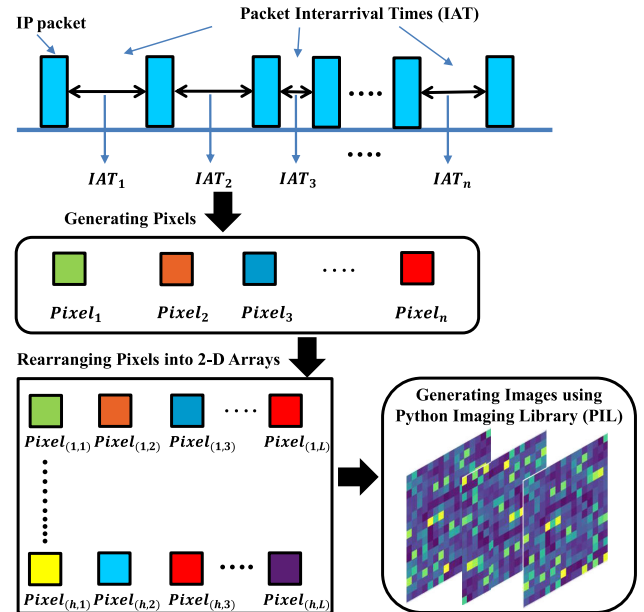 Packet Interarrival Times (IAT)
IP packet
....
....
IAT₁ IAT₂ IAT₃ IATₙ
Generating Pixels
....
Pixel₁ Pixel₂ Pixel₃ Pixelₙ
Rearranging Pixels into 2-D Arrays
Generating Images using
Python Imaging Library (PIL)
....
Pixel₍₁,₁₎ Pixel₍₁,₂₎ Pixel₍₁,₃₎ Pixel₍₁,L₎
....
Pixel₍h,₁₎ Pixel₍h,₂₎ Pixel₍h,₃₎ Pixel₍h,L₎